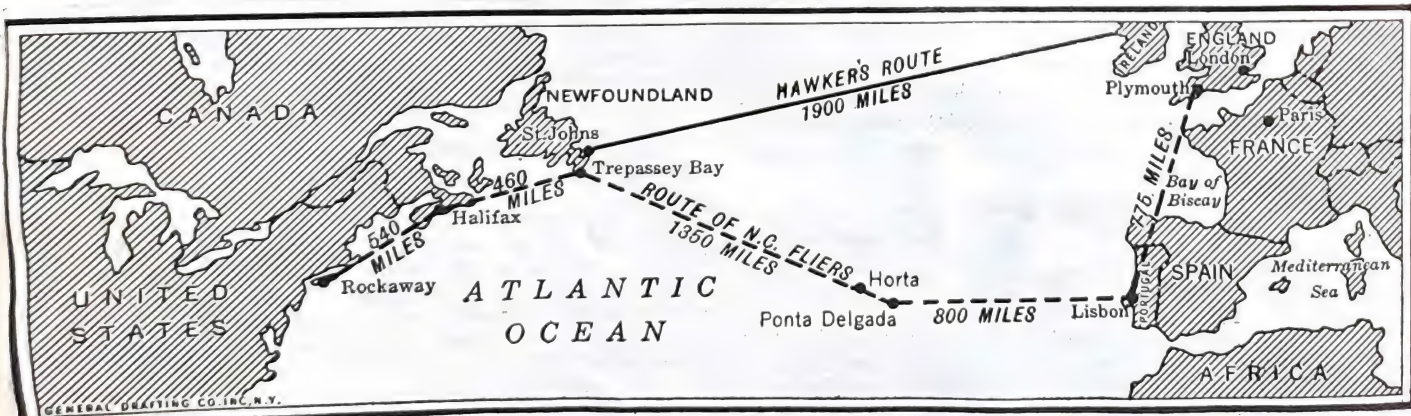 CANADA
NEWFOUNDLAND
St. Johns
Trepassey Bay
HAWKER'S ROUTE
1900 MILES
IRELAND
ENGLAND
London
Plymouth
Paris
FRANCE
Bay of
Biscay
775 MILES
460
MILES
Halifax
540
MILES
Rockaway
UNITED
STATES
ATLANTIC
OCEAN
ROUTE OF N.C. FLIERS
1350 MILES
Horta
Ponta Delgada
800 MILES
Lisbon
PORTUGAL
SPAIN
Mediterranean
Sea
AFRICA
GENERAL DRAFTING CO. INC, N.Y.